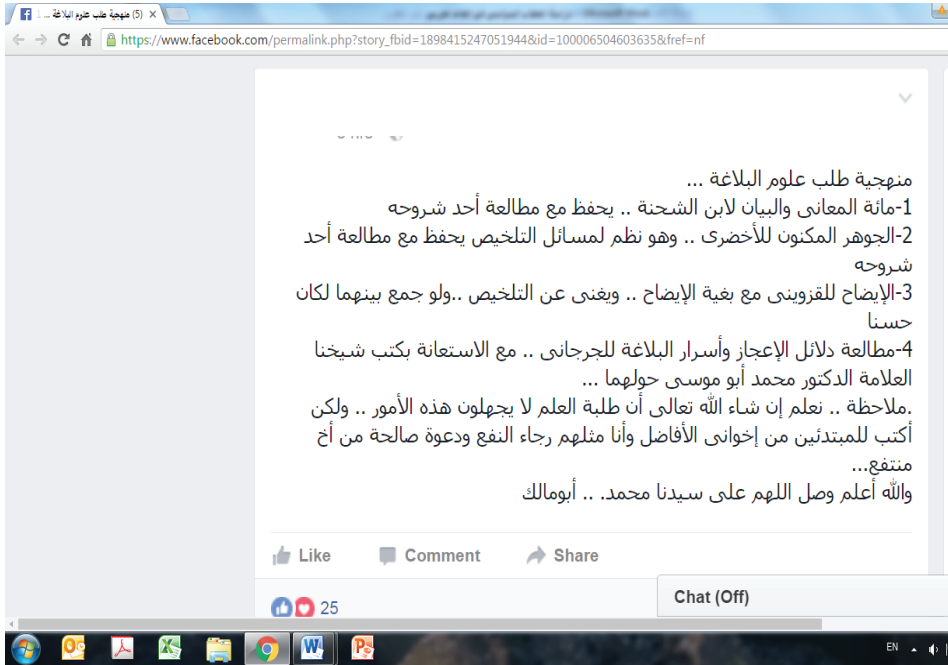 (5) منهجية طلب علوم البلاغة ...
https://www.facebook.com/permalink.php?story_fbid=1898415247051944&id=100006504603635&fref=nf
منهجية طلب علوم البلاغة ...
1-مائة المعانى والبيان لابن الشحنة .. يحفظ مع مطالعة أحد شروحه
2-الجوهر المكنون للأخضرى .. وهو نظم لمسائل التلخيص يحفظ مع مطالعة أحد
شروحه
3-الإيضاح للقزوينى مع بغية الإيضاح .. ويغنى عن التلخيص ..ولو جمع بينهما لكان
حسنا
4-مطالعة دلائل الإعجاز وأسرار البلاغة للجرجانى .. مع الاستعانة بكتب شيخنا
العلامة الدكتور محمد أبو موسى حولهما ...
.ملاحظة .. نعلم إن شاء الله تعالى أن طلبة العلم لا يجهلون هذه الأمور .. ولكن
أكتب للمبتدئين من إخوانى الأفاضل وأنا مثلهم رجاء النفع ودعوة صالحة من أخ
منتفع...
والله أعلم وصل اللهم على سيدنا محمد. .. أبومالك
Like Comment Share
25
Chat (Off)
EN